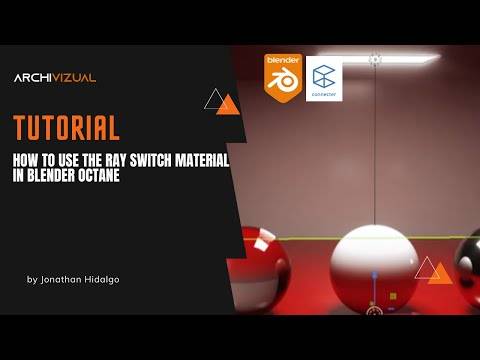 ARCHIVIZUAL
TUTORIAL
HOW TO USE THE RAY SWITCH MATERIAL
IN BLENDER OCTANE
by Jonathan Hidalgo
blender
connecter